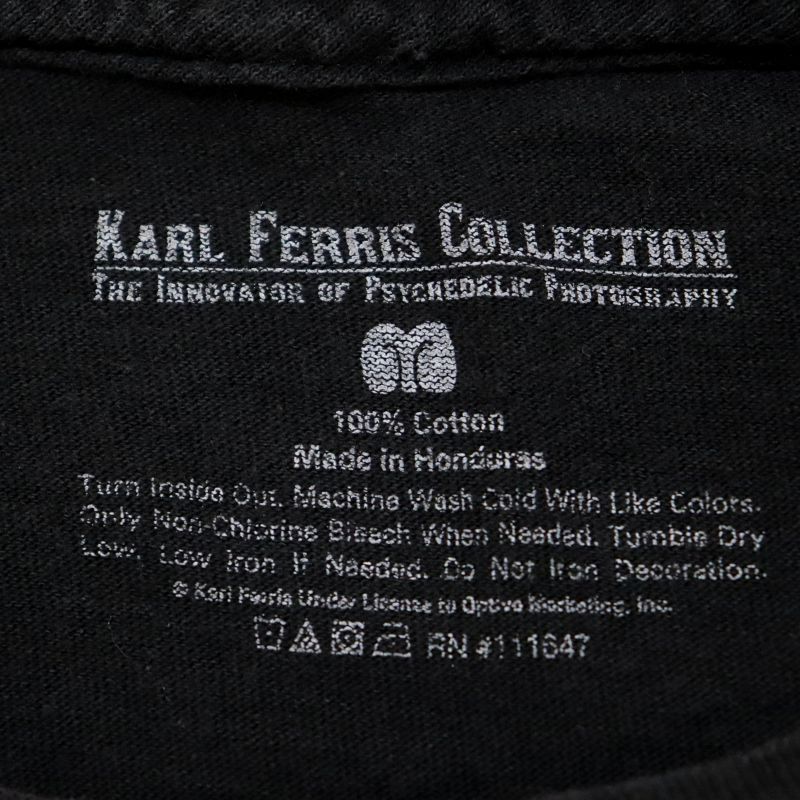 KARL FERRIS COLLECTION
THE INNOVATOR OF PSYCHEDELIC PHOTOGRAPHY
100% Cotton
Made in Honduras
Turn Inside Out. Machine Wash Cold With Like Colors.
Only Non-Chlorine Bleach When Needed. Tumble Dry
Low. Low Iron If Needed. Do Not Iron Decoration.
© Karl Ferris Under License to Optivo Marketing, Inc.
RN #111647